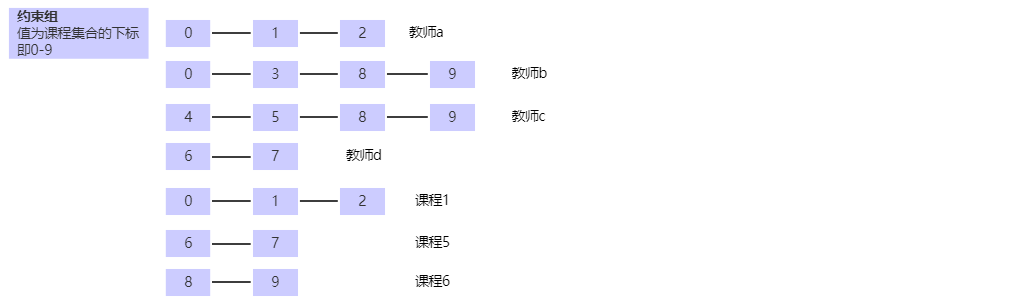 约束组
值为课程集合的下标
即0-9
0 1 2 教师a
0 3 8 9 教师b
4 5 8 9 教师c
6 7 教师d
0 1 2 课程1
6 7 课程5
8 9 课程6